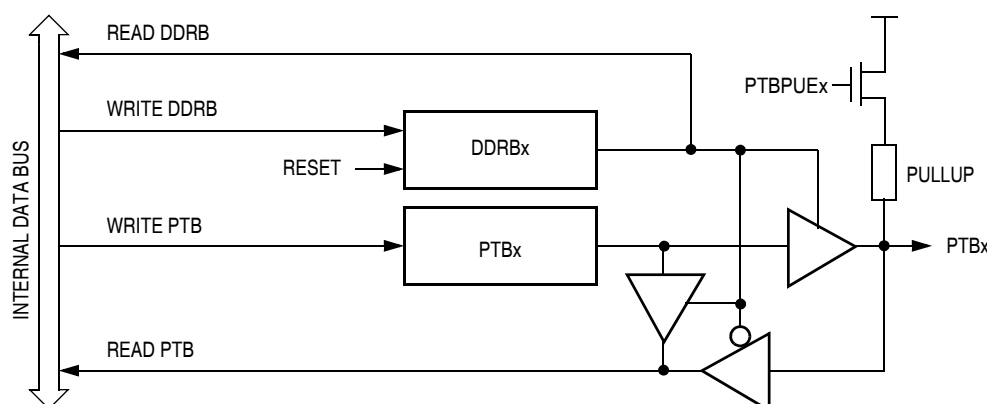 READ DDRB
PTBPUEx
WRITE DDRB
DDRBx
RESET
PULLUP
WRITE PTB
PTBx
PTBx
INTERNAL DATA BUS
READ PTB